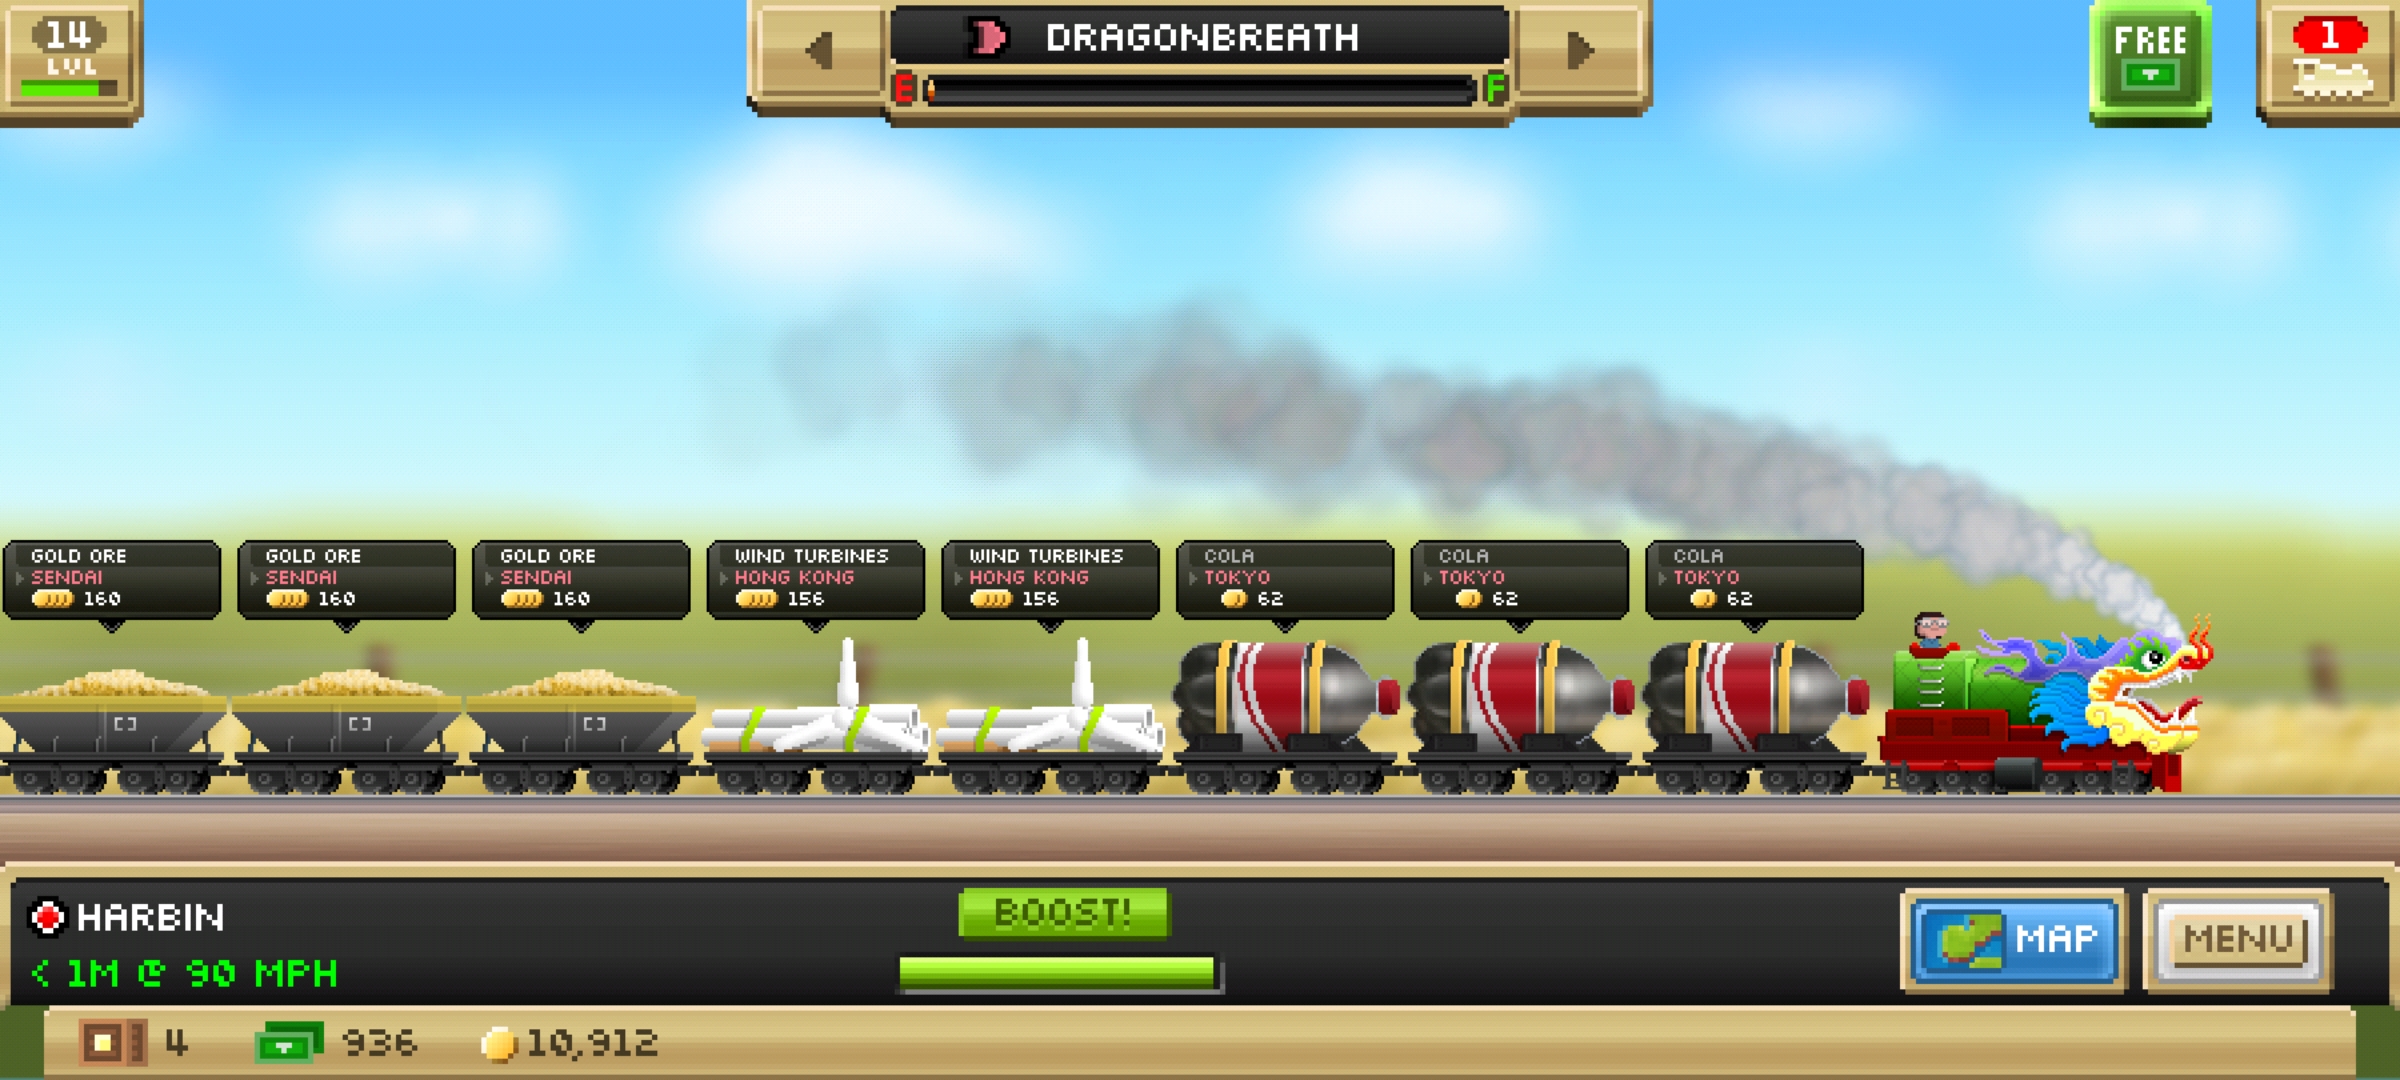 14
LVL
DRAGONBREATH
E F
FREE
1
GOLD ORE
SENDAI
160
GOLD ORE
SENDAI
160
GOLD ORE
SENDAI
160
WIND TURBINES
HONG KONG
156
WIND TURBINES
HONG KONG
156
COLA
TOKYO
62
COLA
TOKYO
62
COLA
TOKYO
62
HARBIN
< 1M @ 90 MPH
BOOST!
MAP
MENU
4
936
10,912